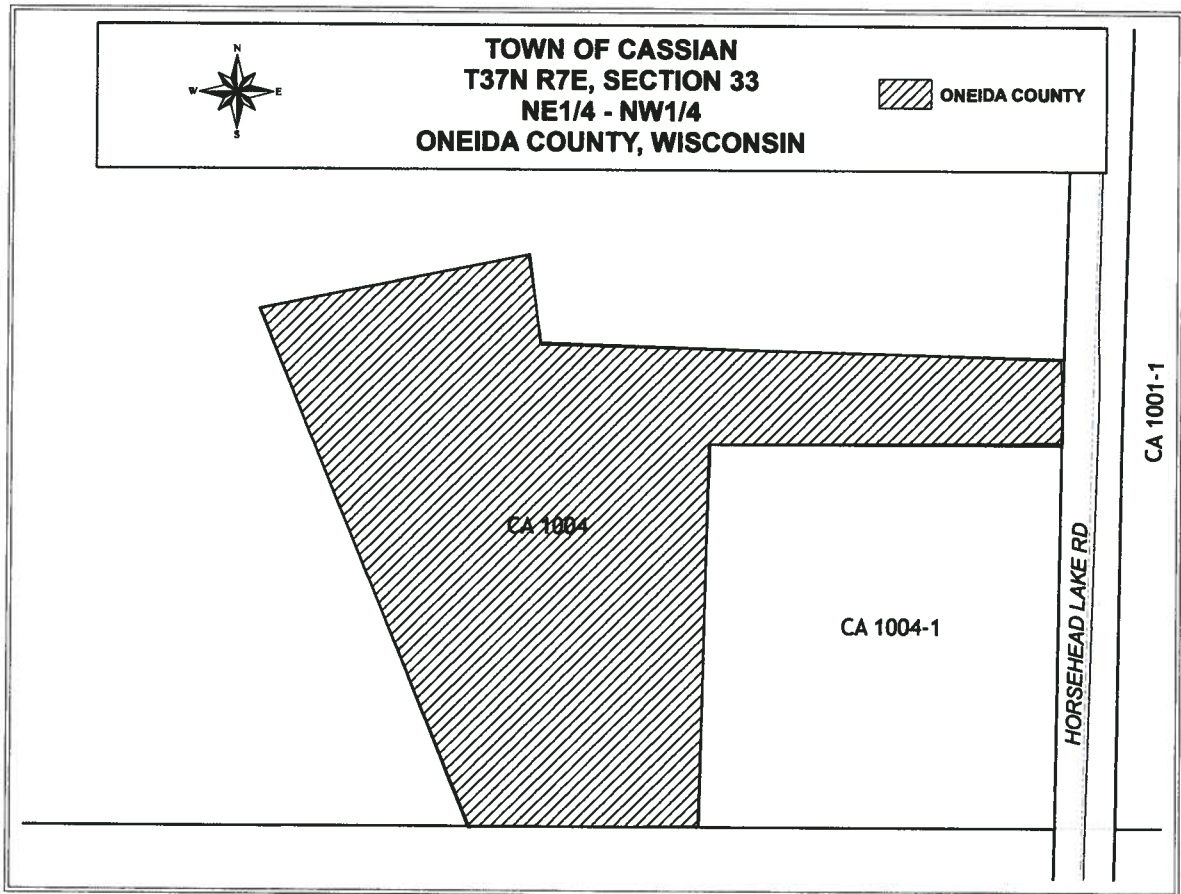 N
W E
S
TOWN OF CASSIAN
T37N R7E, SECTION 33
NE1/4 - NW1/4
ONEIDA COUNTY, WISCONSIN
ONEIDA COUNTY
CA 1004
CA 1004-1
HORSEHEAD LAKE RD
CA 1001-1